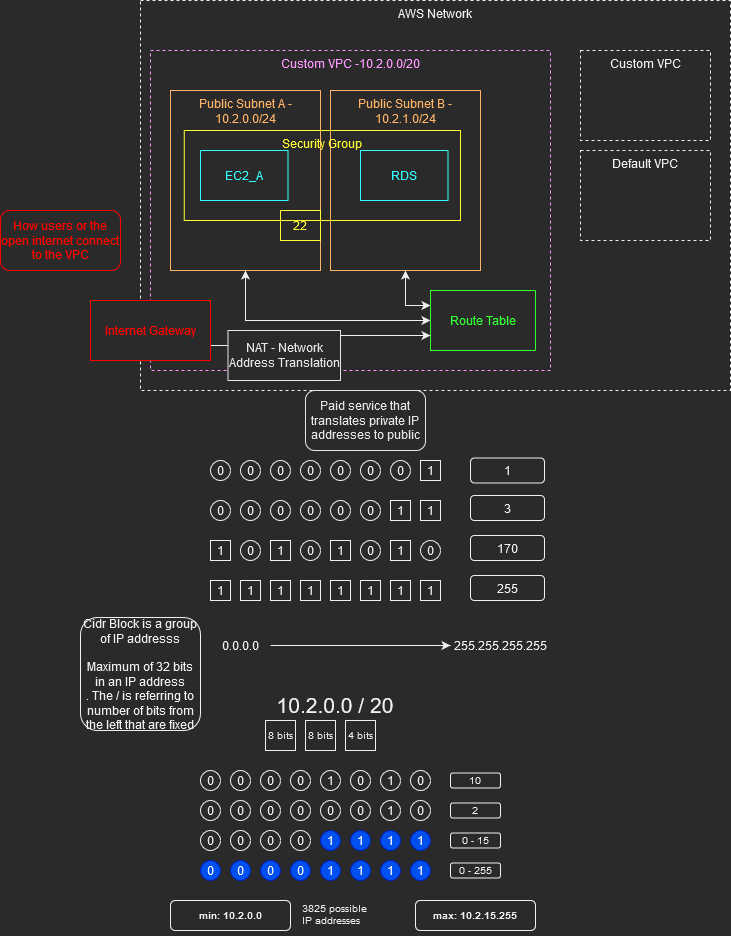 AWS Network
Custom VPC -10.2.0.0/20
Custom VPC
Public Subnet A -
10.2.0.0/24
Public Subnet B -
10.2.1.0/24
Security Group
EC2_A
RDS
Default VPC
22
How users or the
open internet connect
to the VPC
Internet Gateway
NAT - Network
Address Translation
Route Table
Paid service that
translates private IP
addresses to public
0 0 0 0 0 0 0 1 1
0 0 0 0 0 0 1 1 3
1 0 1 0 1 0 1 0 170
1 1 1 1 1 1 1 1 255
Cidr Block is a group
of IP addresss
Maximum of 32 bits
in an IP address
. The / is referring to
number of bits from
the left that are fixed
0.0.0.0
255.255.255.255
10.2.0.0 / 20
8 bits
8 bits
4 bits
0 0 0 0 1 0 1 0 10
0 0 0 0 0 0 1 0 2
0 0 0 0 1 1 1 1 0 - 15
0 0 0 0 1 1 1 1 0 - 255
min: 10.2.0.0
3825 possible
IP addresses
max: 10.2.15.255